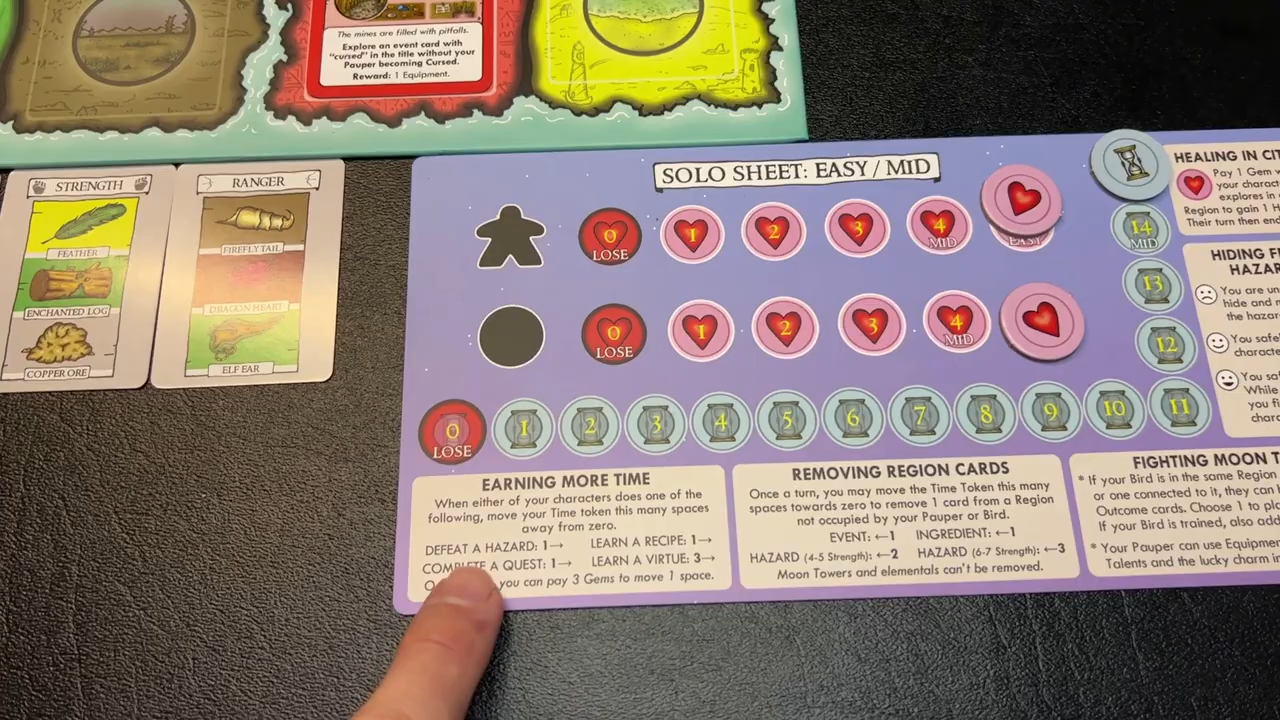 The mines are filled with pitfalls.
Explore an event card with
"cursed" in the title without your
Pauper becoming Cursed.
Reward: 1 Equipment.
STRENGTH
FEATHER
ENCHANTED LOG
COPPER ORE
RANGER
FIREFLY TAIL
DRAGON HEART
ELF EAR
SOLO SHEET: EASY / MID
0
LOSE
1
2
3
4
MID
EASY
0
LOSE
1
2
3
4
MID
14
MID
13
12
0
LOSE
1
2
3
4
5
6
7
8
9
10
11
EARNING MORE TIME
When either of your characters does one of the
following, move your Time token this many spaces
away from zero.
DEFEAT A HAZARD: 1→ LEARN A RECIPE: 1→
COMPLETE A QUEST: 1→ LEARN A VIRTUE: 3→
you can pay 3 Gems to move 1 space.
REMOVING REGION CARDS
Once a turn, you may move the Time Token this many
spaces towards zero to remove 1 card from a Region
not occupied by your Pauper or Bird.
EVENT: ←1 INGREDIENT: ←1
HAZARD (4-5 Strength): ←2 HAZARD (6-7 Strength): ←3
Moon Towers and elementals can't be removed.
HEALING IN CIT
Pay 1 Gem w
your charac
explores in
Region to gain 1 H
Their turn then en
HIDING F
HAZAR
You are un
hide and m
the hazar
You safe
characte
You sa
While
you fi
char
FIGHTING MOON T
* If your Bird is in the same Region
or one connected to it, they can
Outcome cards. Choose 1 to pl
If your Bird is trained, also ad
* Your Pauper can use Equipme
Talents and the lucky charm i